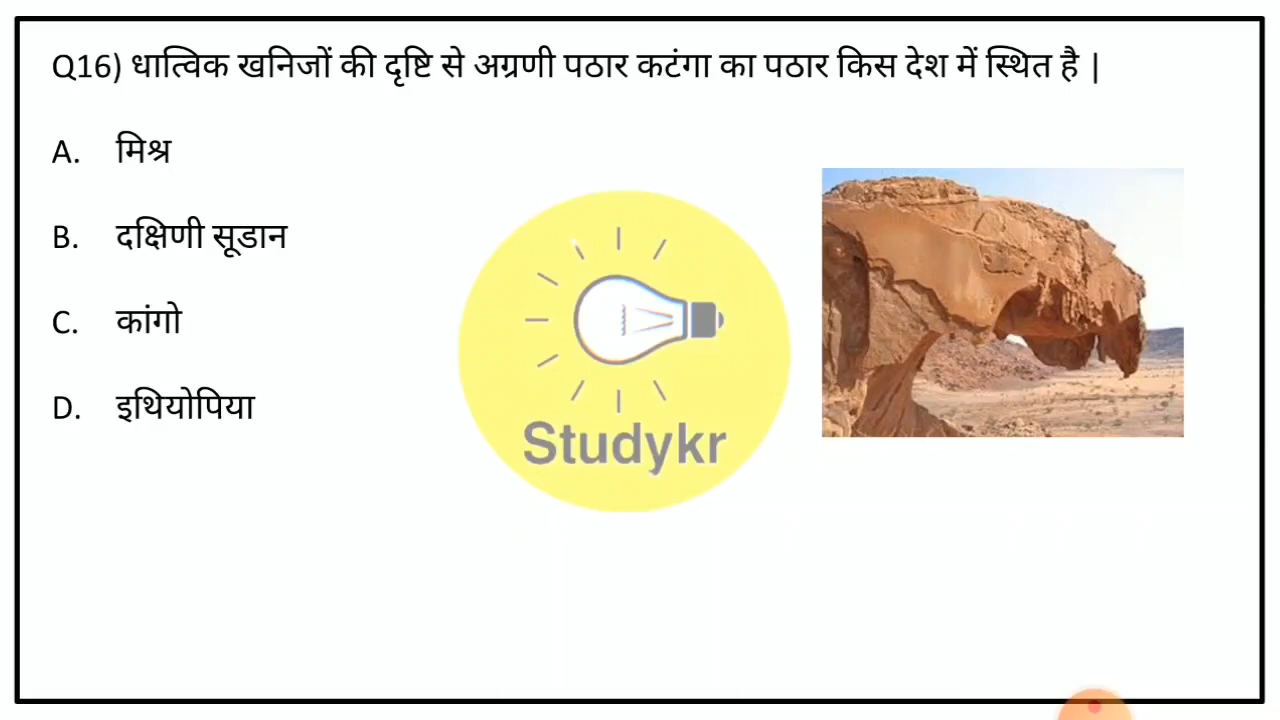 Q16) धात्विक खनिजों की दृष्टि से अग्रणी पठार कटंगा का पठार किस देश में स्थित है |
A. मिश्र
B. दक्षिणी सूडान
C. कांगो
D. इथियोपिया
Studykr